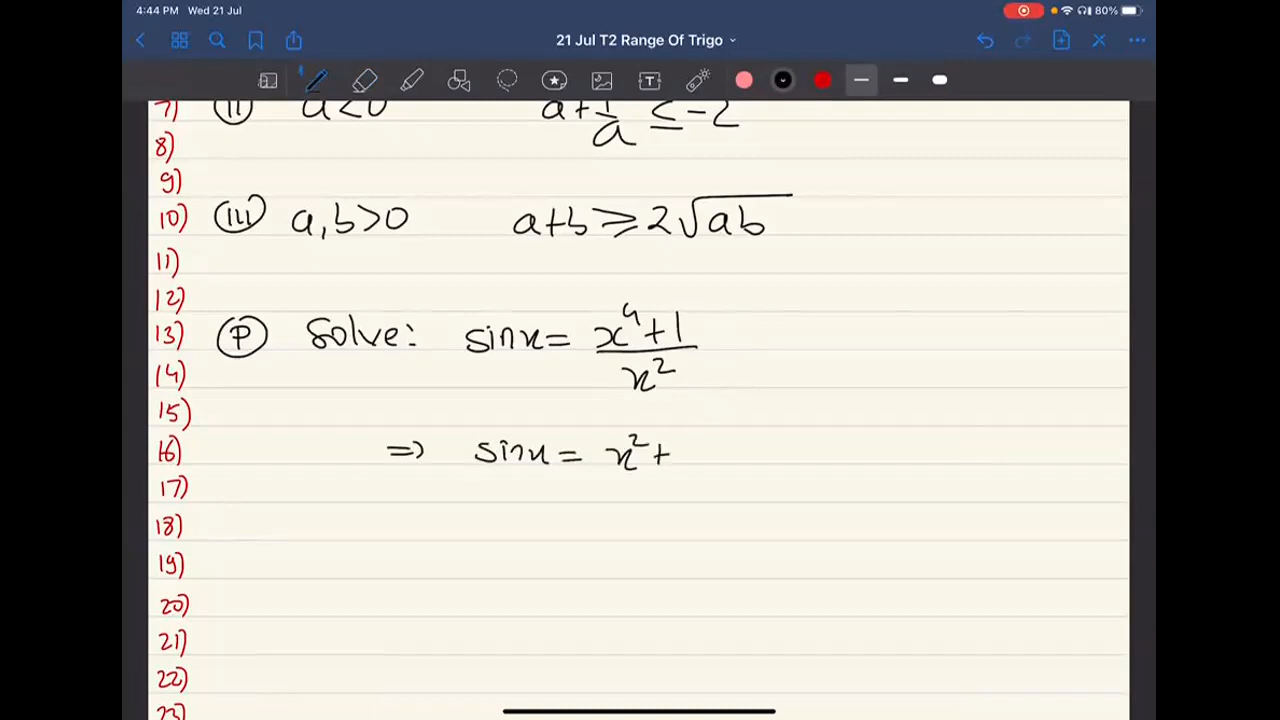 4:44 PM Wed 21 Jul 80%
21 Jul T2 Range Of Trigo
7) (ii) a<0 a+1/a ≤ -2
8)
9)
10) (iii) a,b>0 a+b ≥ 2√ab
11)
12)
13) (P) Solve: sinx = (x⁴+1)/x²
14)
15)
16) => sinx = x²+
17)
18)
19)
20)
21)
22)
23)